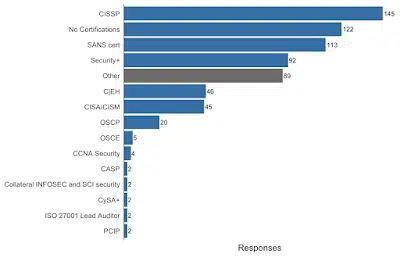 CISSP 145
No Certifications 122
SANS cert 113
Security+ 92
Other 89
C|EH 46
CISA/CISM 45
OSCP 20
OSCE 5
CCNA Security 4
CASP 2
Collateral INFOSEC and SCI security 2
CySA+ 2
ISO 27001 Lead Auditor 2
PCIP 2
Responses